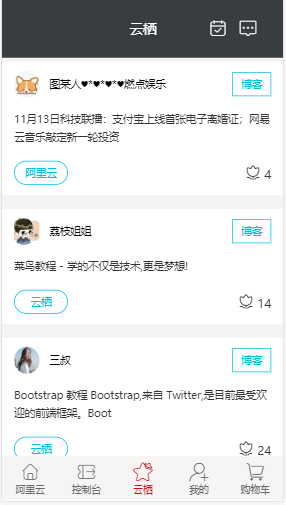 云栖
图某人♥*♥*♥*♥燃点娱乐
博客
11月13日科技联播：支付宝上线首张电子离婚证；网易
云音乐敲定新一轮投资
阿里云
4
荔枝姐姐
博客
菜鸟教程 - 学的不仅是技术,更是梦想!
云栖
14
三叔
博客
Bootstrap 教程 Bootstrap,来自 Twitter,是目前最受欢
迎的前端框架。Boot
云栖
24
阿里云
控制台
云栖
我的
购物车